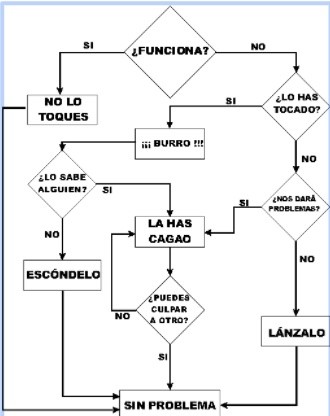 ¿FUNCIONA?
SI
NO
NO LO
TOQUES
¿LO HAS
TOCADO?
SI
¡¡¡ BURRO !!!
NO
¿LO SABE
ALGUIEN?
SI
¿NOS DARÁ
PROBLEMAS?
SI
LA HAS
CAGAO
NO
NO
ESCÓNDELO
¿PUEDES
CULPAR
A OTRO?
NO
LÁNZALO
SI
SIN PROBLEMA